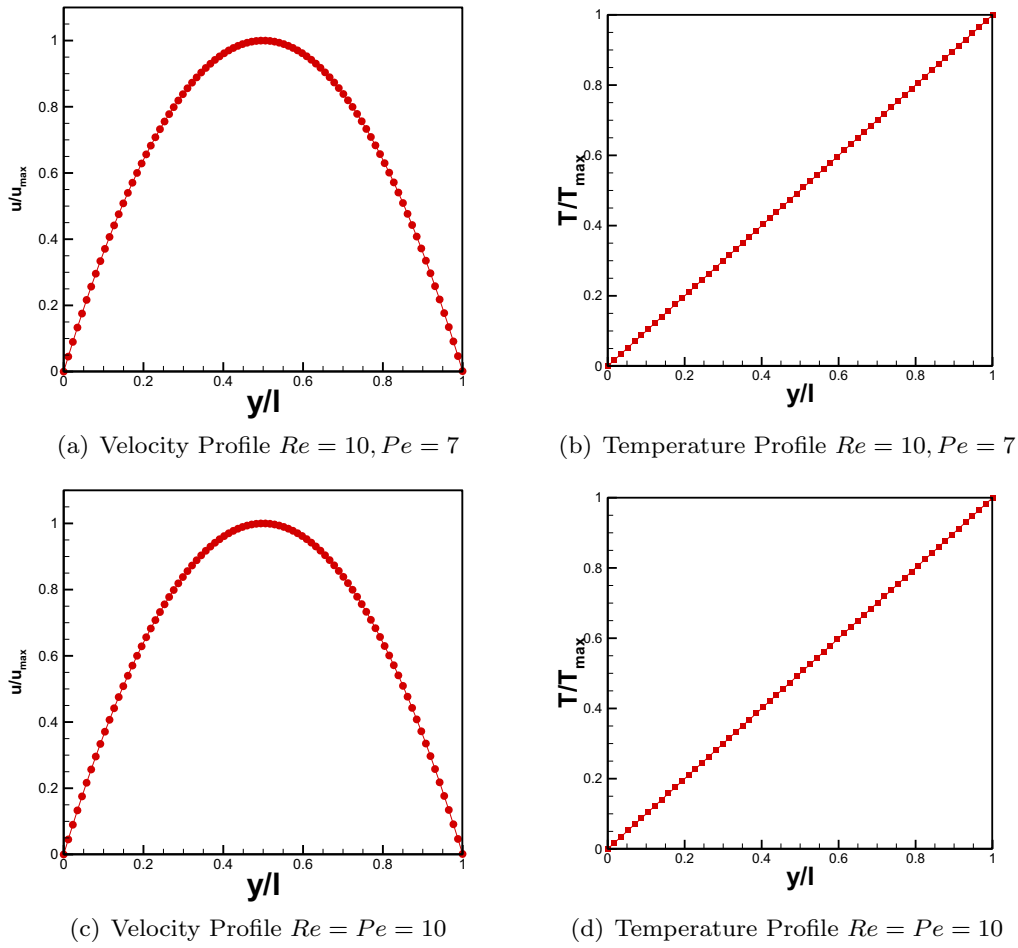 u/u_max
1
0.8
0.6
0.4
0.2
0
0 0.2 0.4 0.6 0.8 1
y/l
(a) Velocity Profile Re = 10, Pe = 7
T/T_max
1
0.8
0.6
0.4
0.2
0
0 0.2 0.4 0.6 0.8 1
y/l
(b) Temperature Profile Re = 10, Pe = 7
u/u_max
1
0.8
0.6
0.4
0.2
0
0 0.2 0.4 0.6 0.8 1
y/l
(c) Velocity Profile Re = Pe = 10
T/T_max
1
0.8
0.6
0.4
0.2
0
0 0.2 0.4 0.6 0.8 1
y/l
(d) Temperature Profile Re = Pe = 10